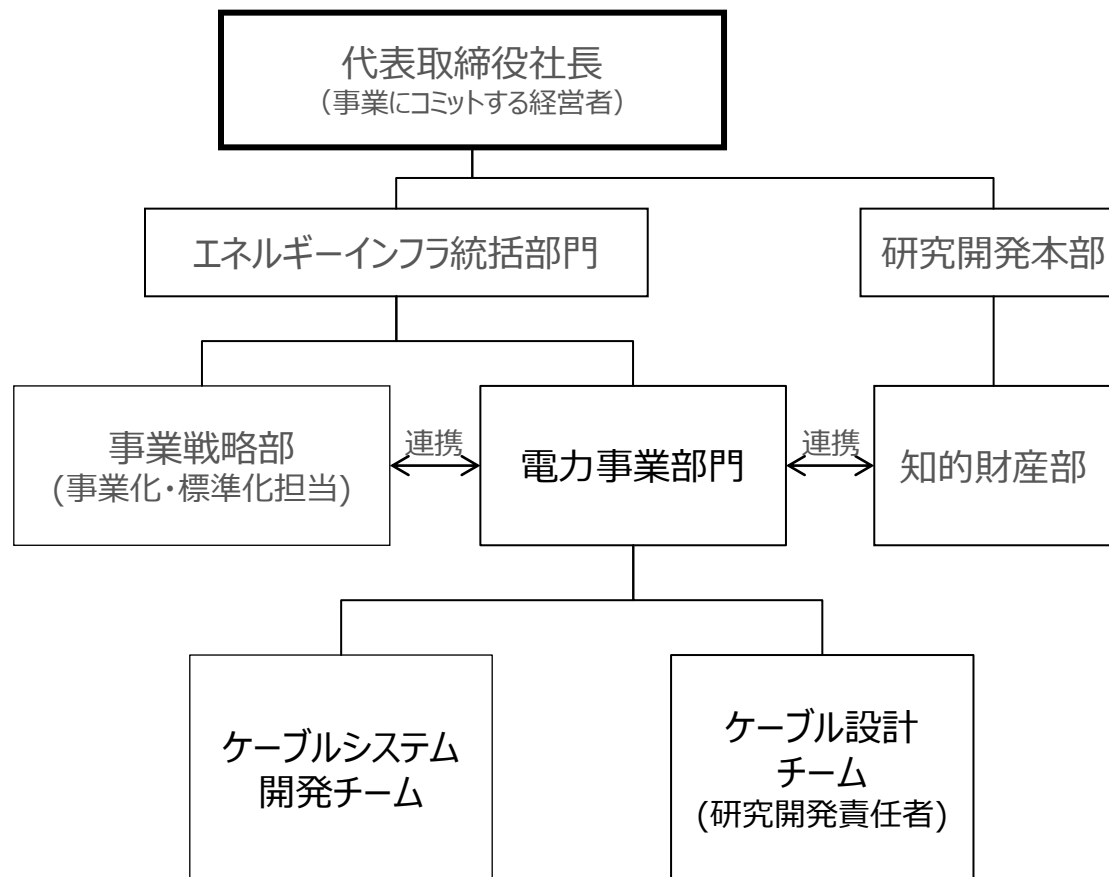 代表取締役社長
（事業にコミットする経営者）
エネルギーインフラ統括部門
研究開発本部
事業戦略部
(事業化・標準化担当)
連携
電力事業部門
連携
知的財産部
ケーブルシステム
開発チーム
ケーブル設計
チーム
(研究開発責任者)